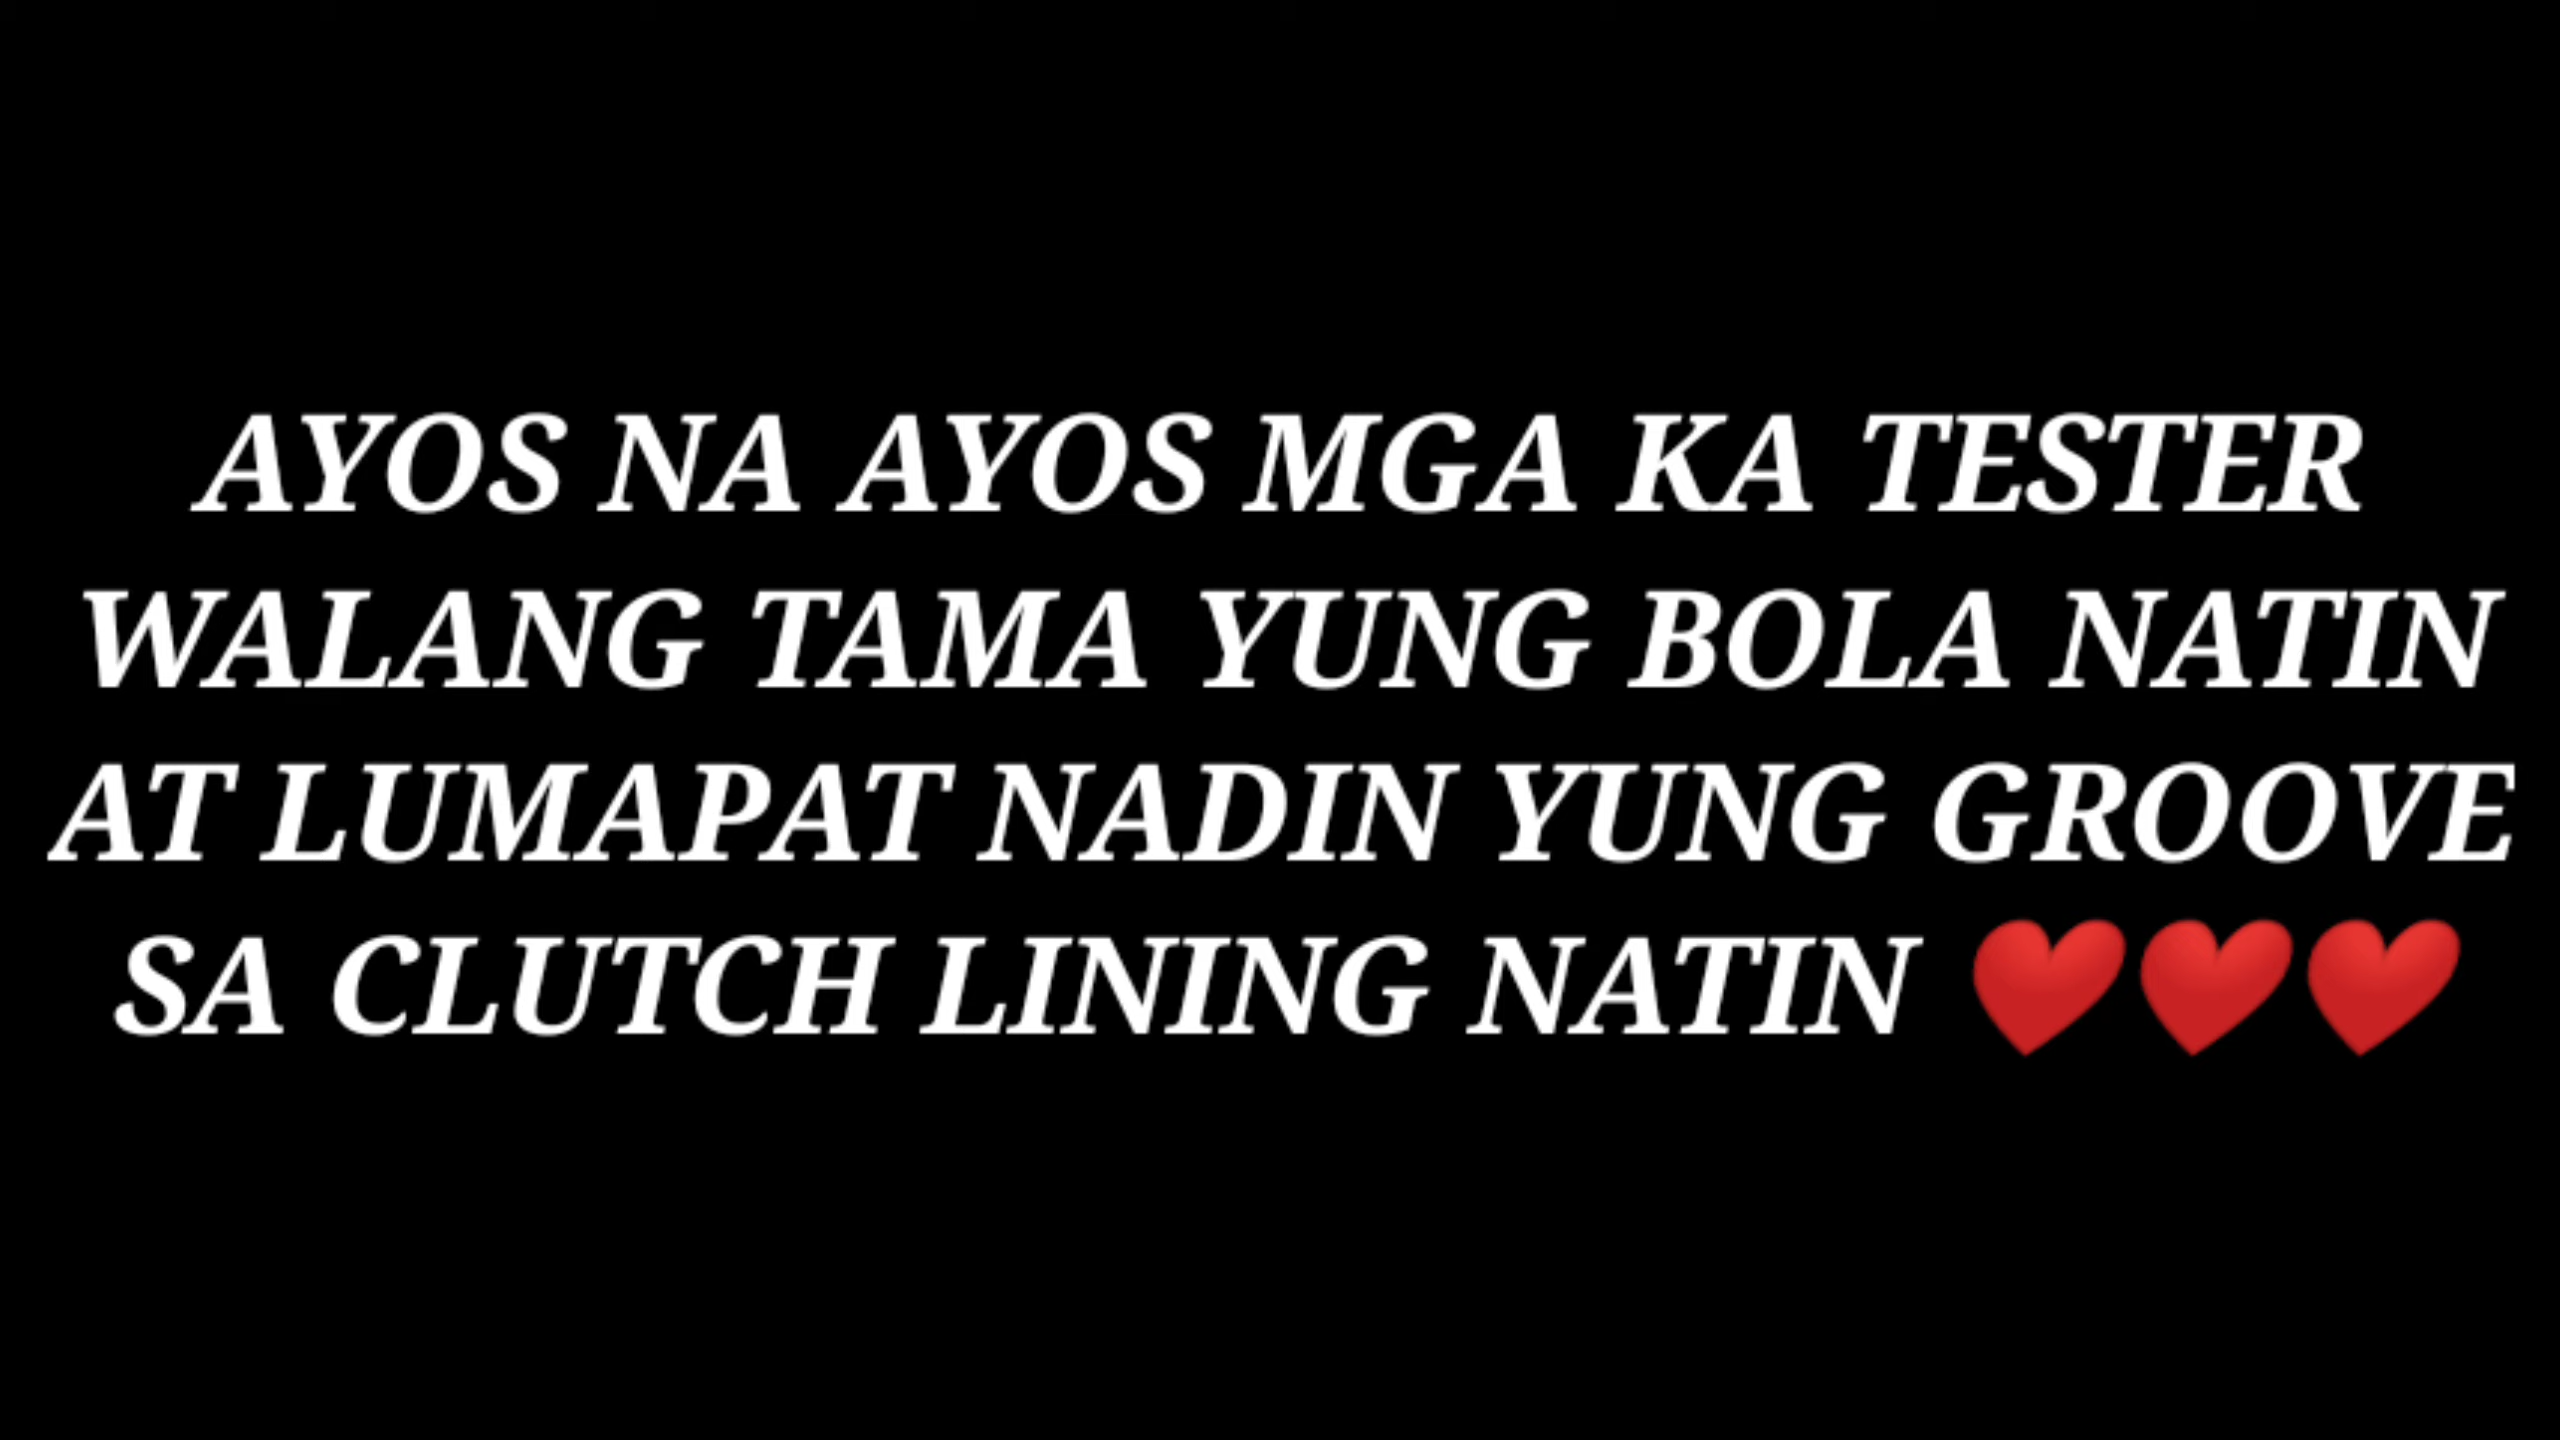 AYOS NA AYOS MGA KA TESTER
WALANG TAMA YUNG BOLA NATIN
AT LUMAPAT NADIN YUNG GROOVE
SA CLUTCH LINING NATIN ❤️❤️❤️